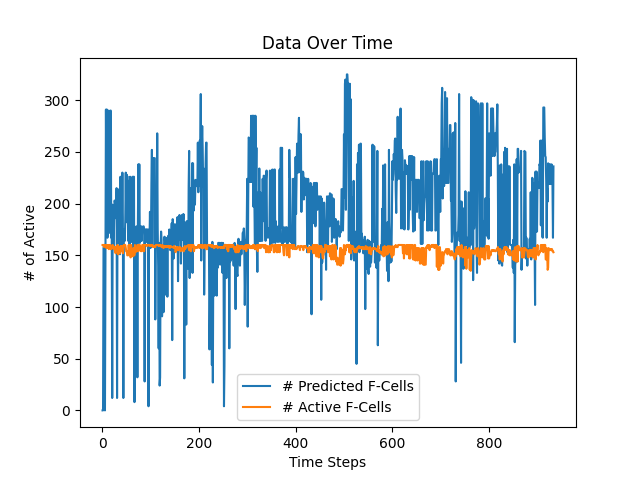 Data Over Time
# of Active
300
250
200
150
100
50
0
0 200 400 600 800
Time Steps
# Predicted F-Cells
# Active F-Cells